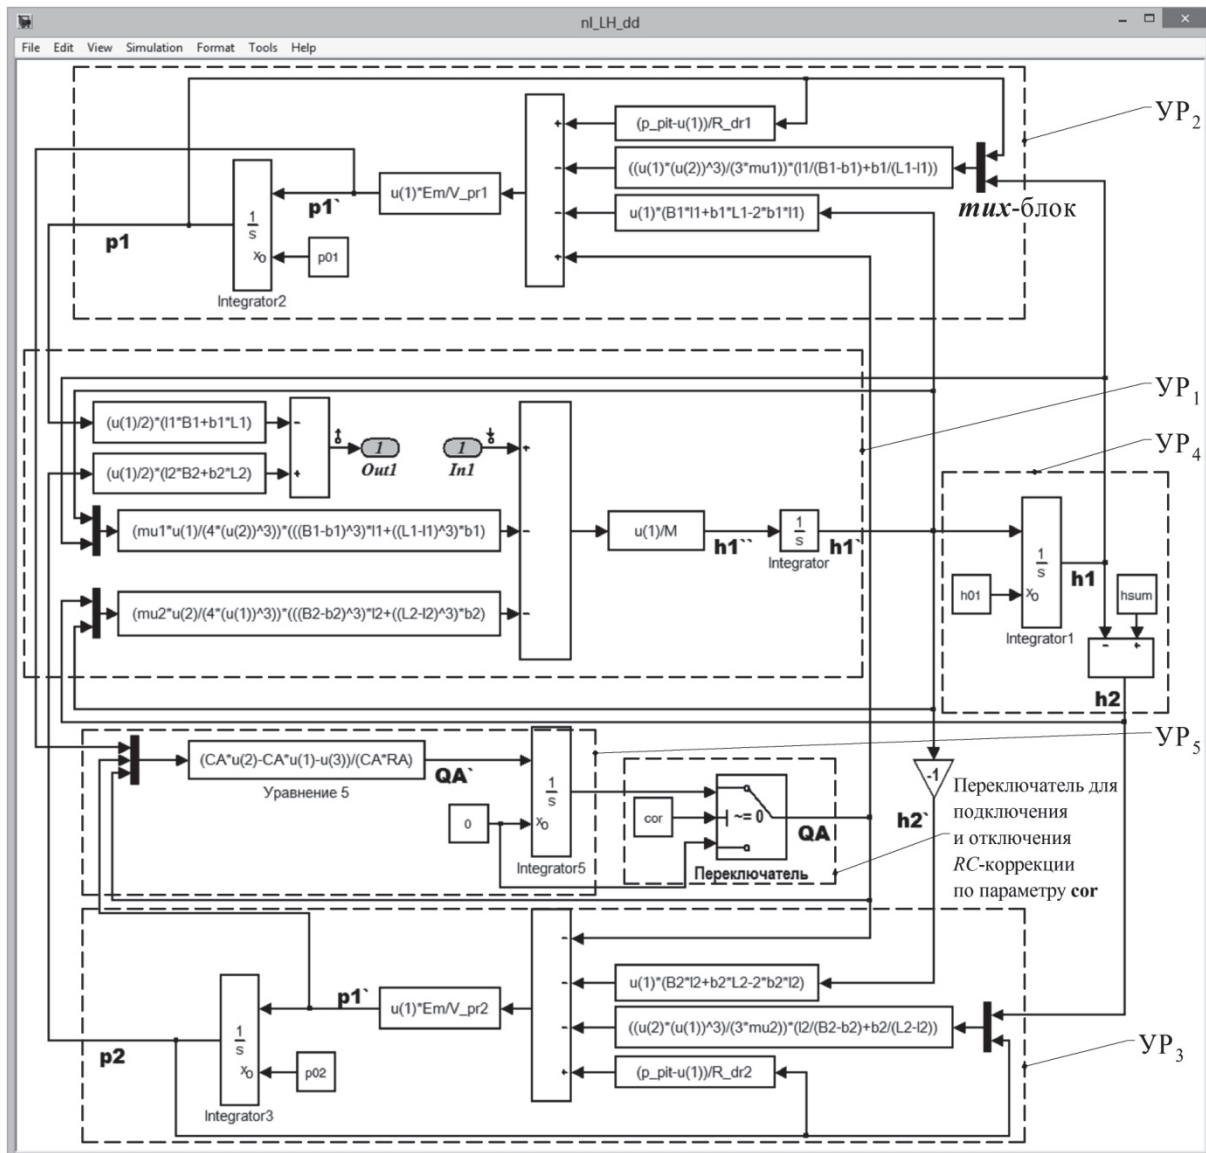 nl_LH_dd
File Edit View Simulation Format Tools Help
УР₂
(p_pit-u(1))/R_dr1
+
((u(1)*(u(2))^3)/(3*mu1))*(l1/(B1-b1)+b1/(L1-l1))
-
u(1)*(B1*l1+b1*L1-2*b1*l1)
-
+
тих-блок
u(1)*Em/V_pr1
p1`
1
s
xo
p01
Integrator2
p1
УР₁
(u(1)/2)*(l1*B1+b1*L1)
-
(u(1)/2)*(l2*B2+b2*L2)
+
1
Out1
1
In1
+
(mu1*u(1)/(4*(u(2))^3))*(((B1-b1)^3)*l1+((L1-l1)^3)*b1)
-
(mu2*u(2)/(4*(u(1))^3))*(((B2-b2)^3)*l2+((L2-l2)^3)*b2)
-
u(1)/M
h1``
1
s
Integrator
h1`
УР₄
1
s
xo
h01
Integrator1
h1
hsum
- +
h2
УР₅
(CA*u(2)-CA*u(1)-u(3))/(CA*RA)
Уравнение 5
QA`
0
1
s
xo
Integrator5
cor
~= 0
Переключатель
QA
-1
h2`
Переключатель для
подключения
и отключения
RC-коррекции
по параметру cor
УР₃
-
u(1)*(B2*l2+b2*L2-2*b2*l2)
-
((u(2)*(u(1))^3)/(3*mu2))*(l2/(B2-b2)+b2/(L2-l2))
-
(p_pit-u(1))/R_dr2
+
u(1)*Em/V_pr2
p1`
1
s
xo
p02
Integrator3
p2